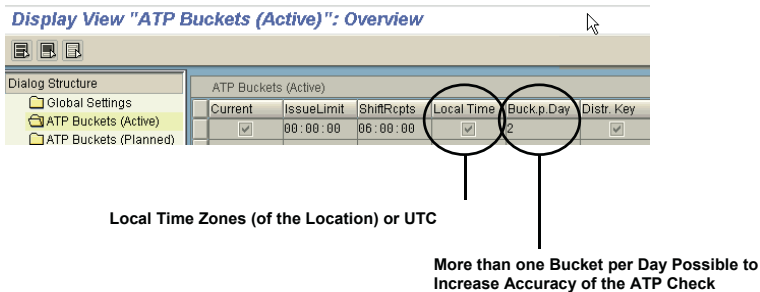 Display View "ATP Buckets (Active)": Overview
Dialog Structure
Global Settings
ATP Buckets (Active)
ATP Buckets (Planned)
ATP Buckets (Active)
Current IssueLimit ShiftRcpts Local Time Buck.p.Day Distr. Key
00:00:00 06:00:00 2
Local Time Zones (of the Location) or UTC
More than one Bucket per Day Possible to
Increase Accuracy of the ATP Check